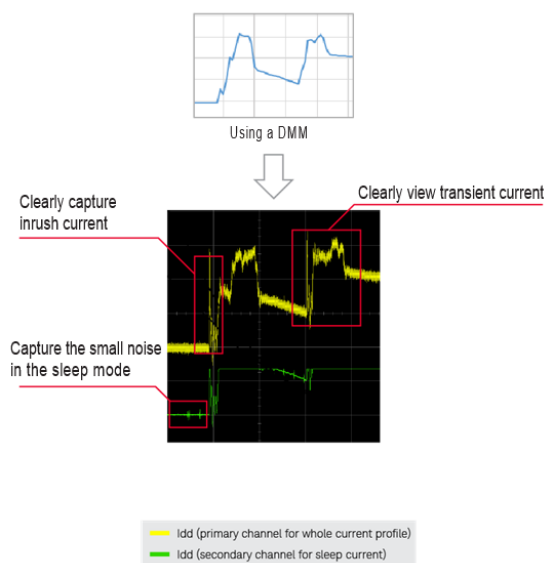 Using a DMM
Clearly view transient current
Clearly capture
inrush current
Capture the small noise
in the sleep mode
Idd (primary channel for whole current profile)
Idd (secondary channel for sleep current)